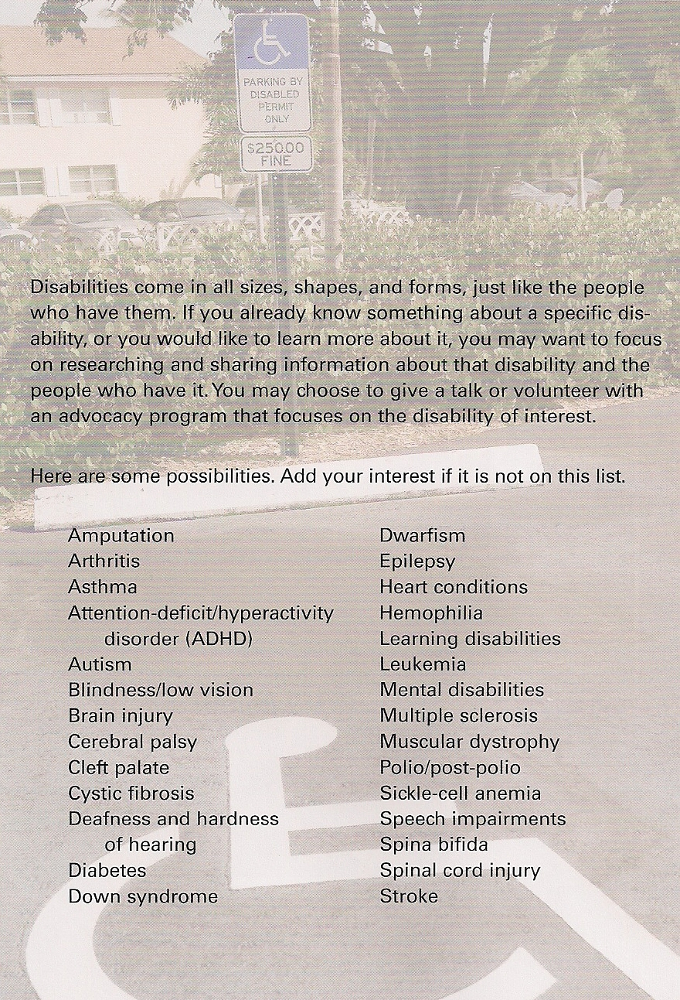 PARKING BY
DISABLED
PERMIT
ONLY
$250.00
FINE
Disabilities come in all sizes, shapes, and forms, just like the people
who have them. If you already know something about a specific dis-
ability, or you would like to learn more about it, you may want to focus
on researching and sharing information about that disability and the
people who have it. You may choose to give a talk or volunteer with
an advocacy program that focuses on the disability of interest.
Here are some possibilities. Add your interest if it is not on this list.
Amputation
Arthritis
Asthma
Attention-deficit/hyperactivity
disorder (ADHD)
Autism
Blindness/low vision
Brain injury
Cerebral palsy
Cleft palate
Cystic fibrosis
Deafness and hardness
of hearing
Diabetes
Down syndrome
Dwarfism
Epilepsy
Heart conditions
Hemophilia
Learning disabilities
Leukemia
Mental disabilities
Multiple sclerosis
Muscular dystrophy
Polio/post-polio
Sickle-cell anemia
Speech impairments
Spina bifida
Spinal cord injury
Stroke